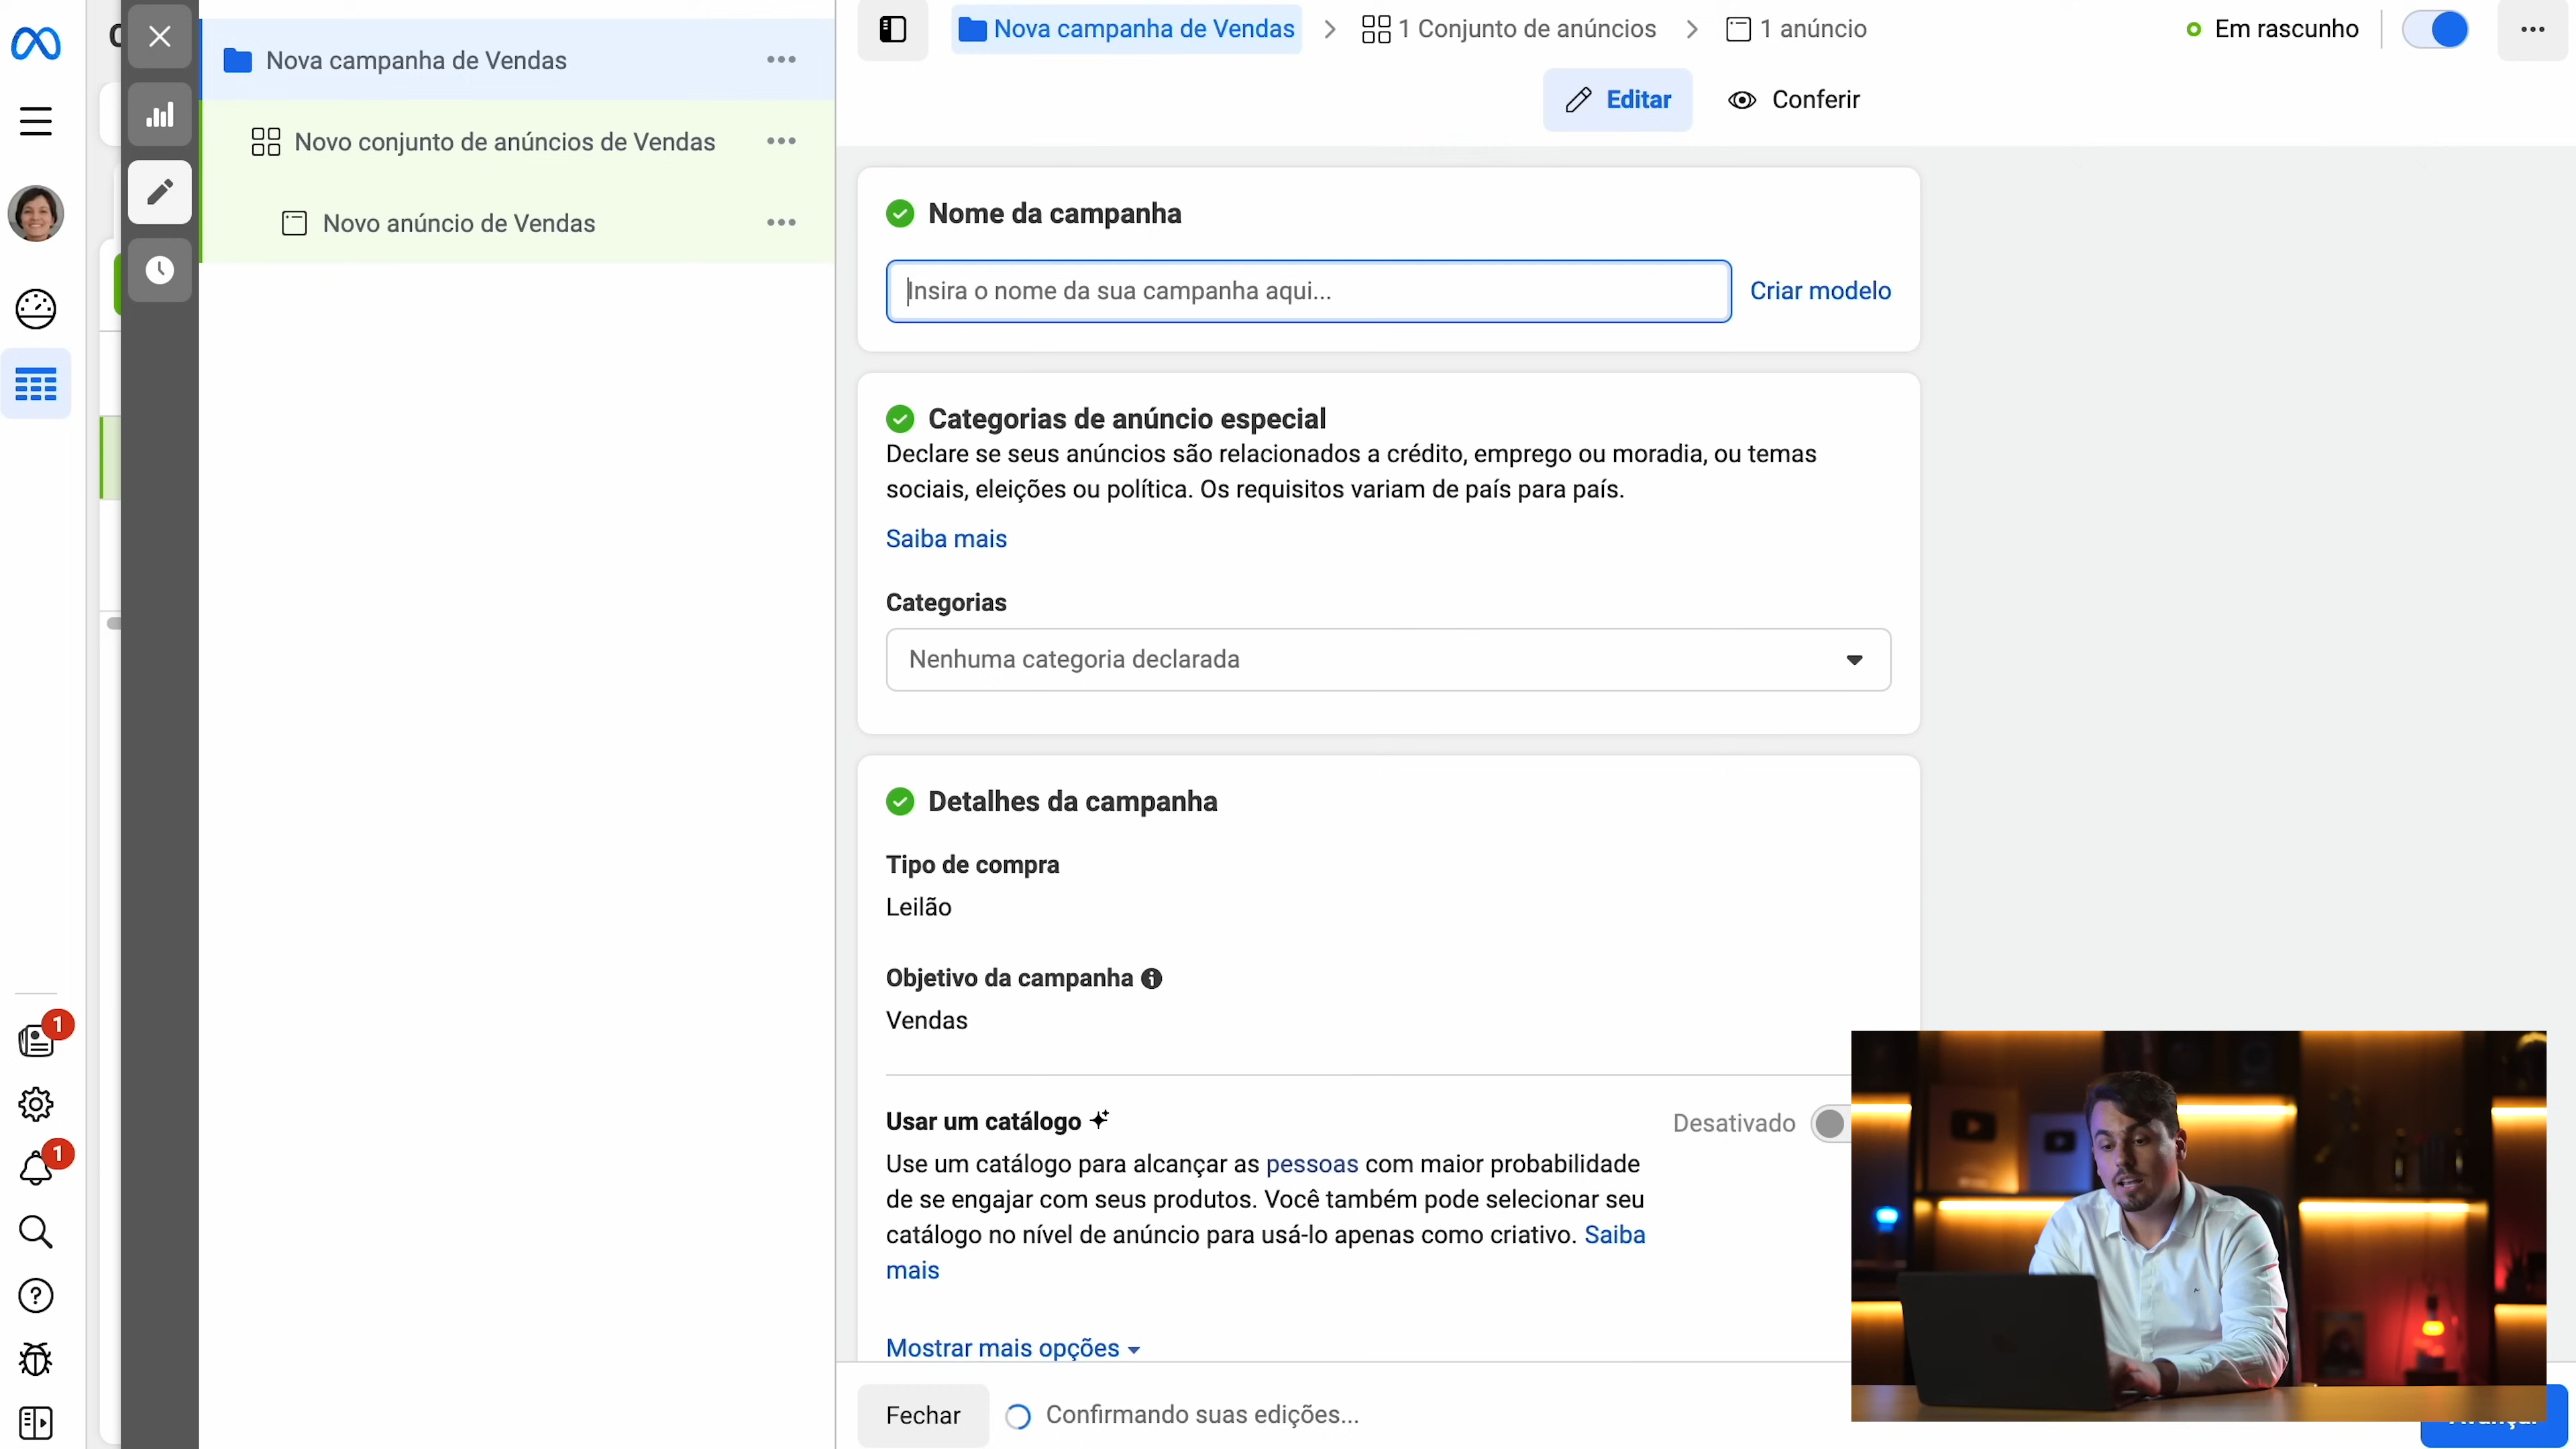 Nova campanha de Vendas
Novo conjunto de anúncios de Vendas
Novo anúncio de Vendas
1
1
Nova campanha de Vendas
1 Conjunto de anúncios
1 anúncio
Em rascunho
Editar
Conferir
Nome da campanha
Insira o nome da sua campanha aqui...
Criar modelo
Categorias de anúncio especial
Declare se seus anúncios são relacionados a crédito, emprego ou moradia, ou temas
sociais, eleições ou política. Os requisitos variam de país para país.
Saiba mais
Categorias
Nenhuma categoria declarada
Detalhes da campanha
Tipo de compra
Leilão
Objetivo da campanha
Vendas
Usar um catálogo
Desativado
Use um catálogo para alcançar as pessoas com maior probabilidade
de se engajar com seus produtos. Você também pode selecionar seu
catálogo no nível de anúncio para usá-lo apenas como criativo. Saiba
mais
Mostrar mais opções
Fechar
Confirmando suas edições...